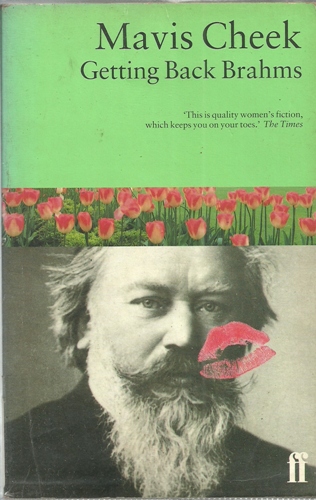 Mavis Cheek
Getting Back Brahms
‘This is quality women’s fiction,
which keeps you on your toes.’ The Times
ff